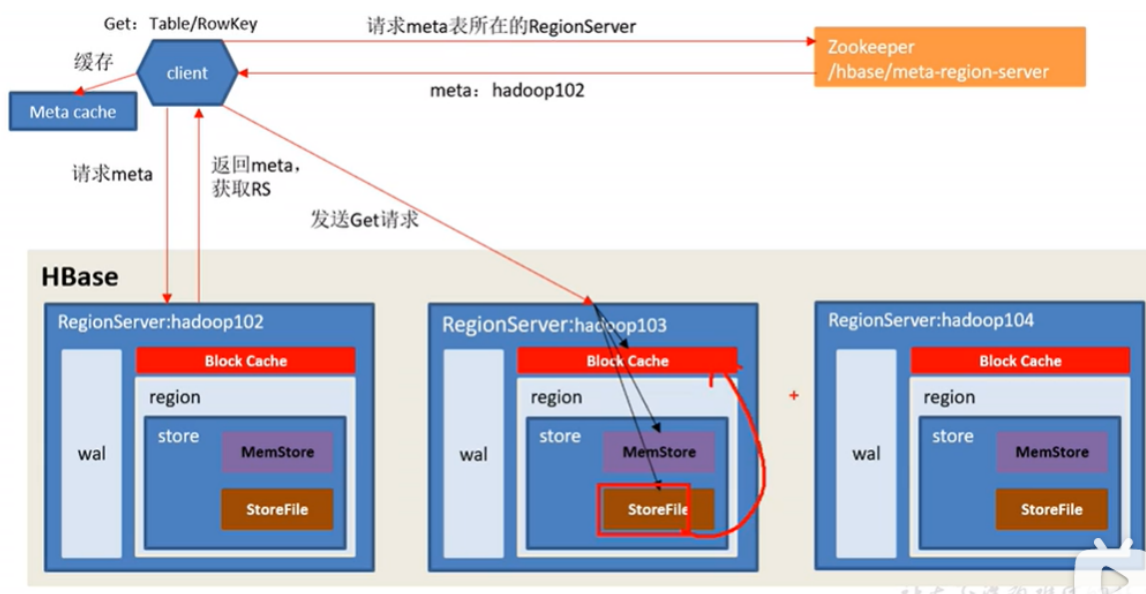 Get：Table/RowKey
请求meta表所在的RegionServer
缓存
client
Zookeeper
/hbase/meta-region-server
meta：hadoop102
Meta cache
请求meta
返回meta，
获取RS
发送Get请求
HBase
RegionServer:hadoop102
Block Cache
region
wal
store
MemStore
StoreFile
RegionServer:hadoop103
Block Cache
region
wal
store
MemStore
StoreFile
RegionServer:hadoop104
Block Cache
region
wal
store
MemStore
StoreFile